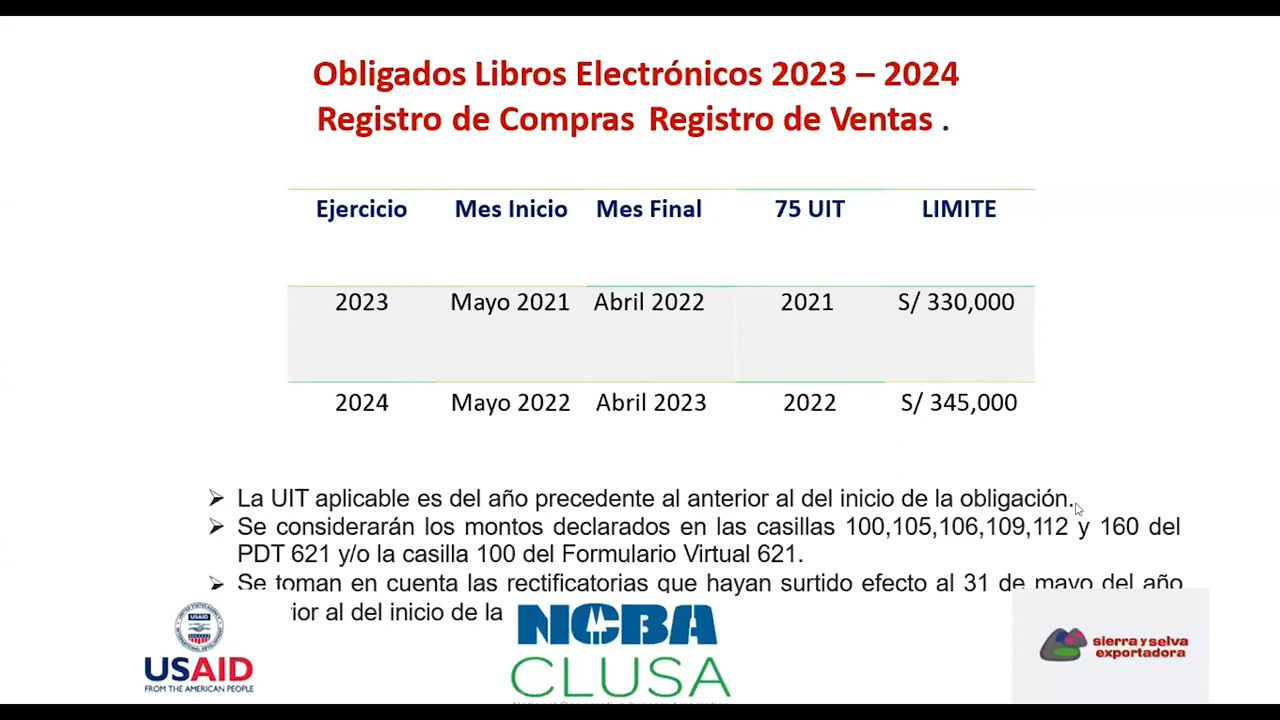 Obligados Libros Electrónicos 2023 – 2024
Registro de Compras Registro de Ventas .
Ejercicio Mes Inicio Mes Final 75 UIT LIMITE
2023 Mayo 2021 Abril 2022 2021 S/ 330,000
2024 Mayo 2022 Abril 2023 2022 S/ 345,000
➢ La UIT aplicable es del año precedente al anterior al del inicio de la obligación.
➢ Se considerarán los montos declarados en las casillas 100,105,106,109,112 y 160 del
PDT 621 y/o la casilla 100 del Formulario Virtual 621.
➢ Se toman en cuenta las rectificatorias que hayan surtido efecto al 31 de mayo del año
ior al del inicio de la
USAID
FROM THE AMERICAN PEOPLE
NCBA
CLUSA
sierra y selva
exportadora